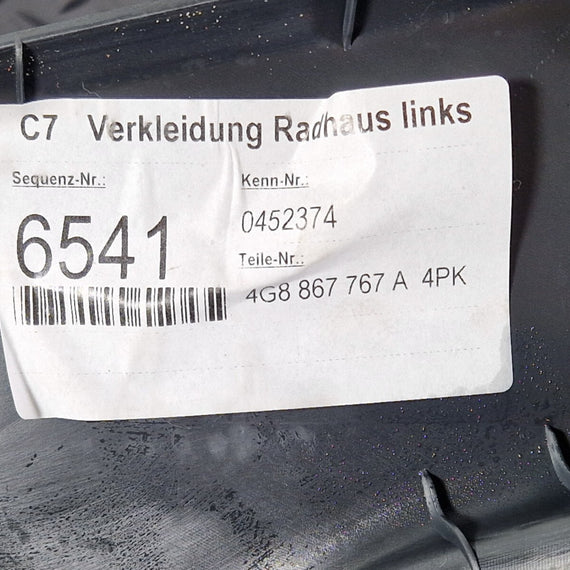 C7 Verkleidung Radhaus links
Sequenz-Nr.:
6541
Kenn-Nr.:
0452374
Teile-Nr.:
4G8 867 767 A 4PK